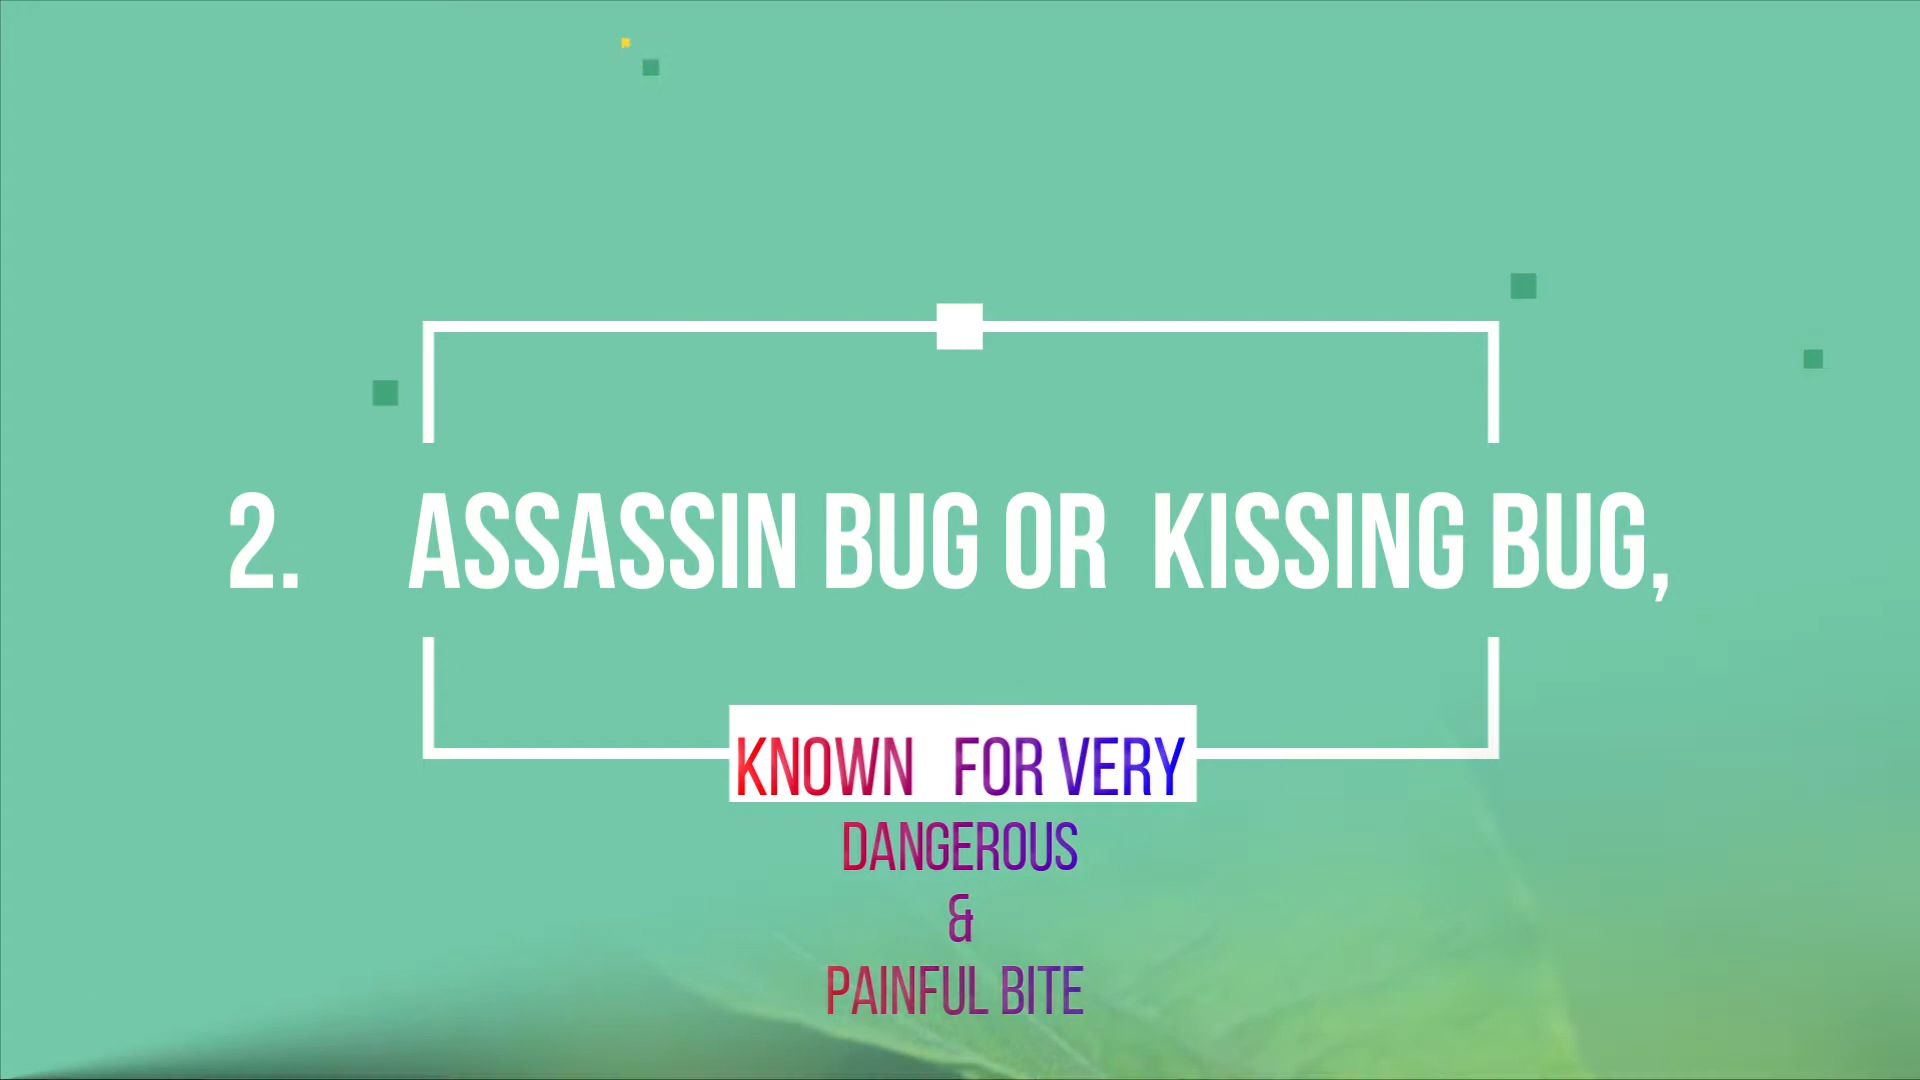 2. ASSASSIN BUG OR KISSING BUG,
KNOWN FOR VERY
DANGEROUS
&
PAINFUL BITE